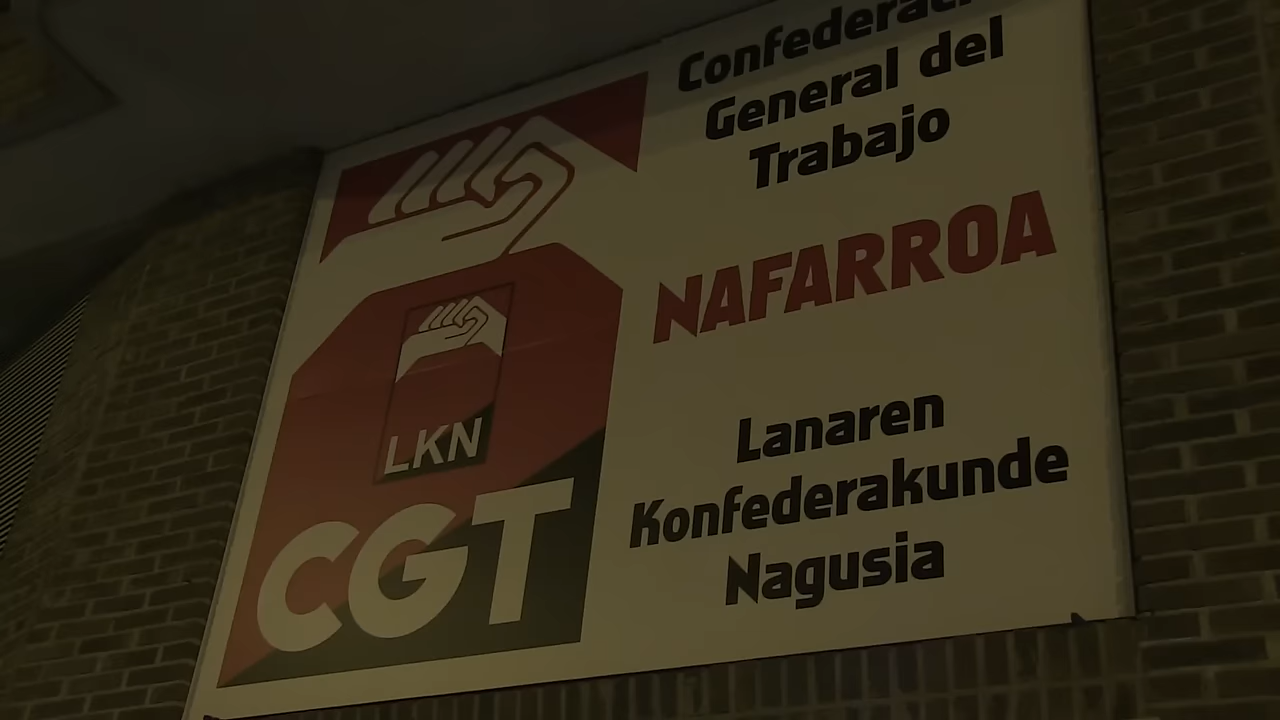 General del
Trabajo
NAFARROA
Lanaren
Konfederakunde
Nagusia
LKN
CGT